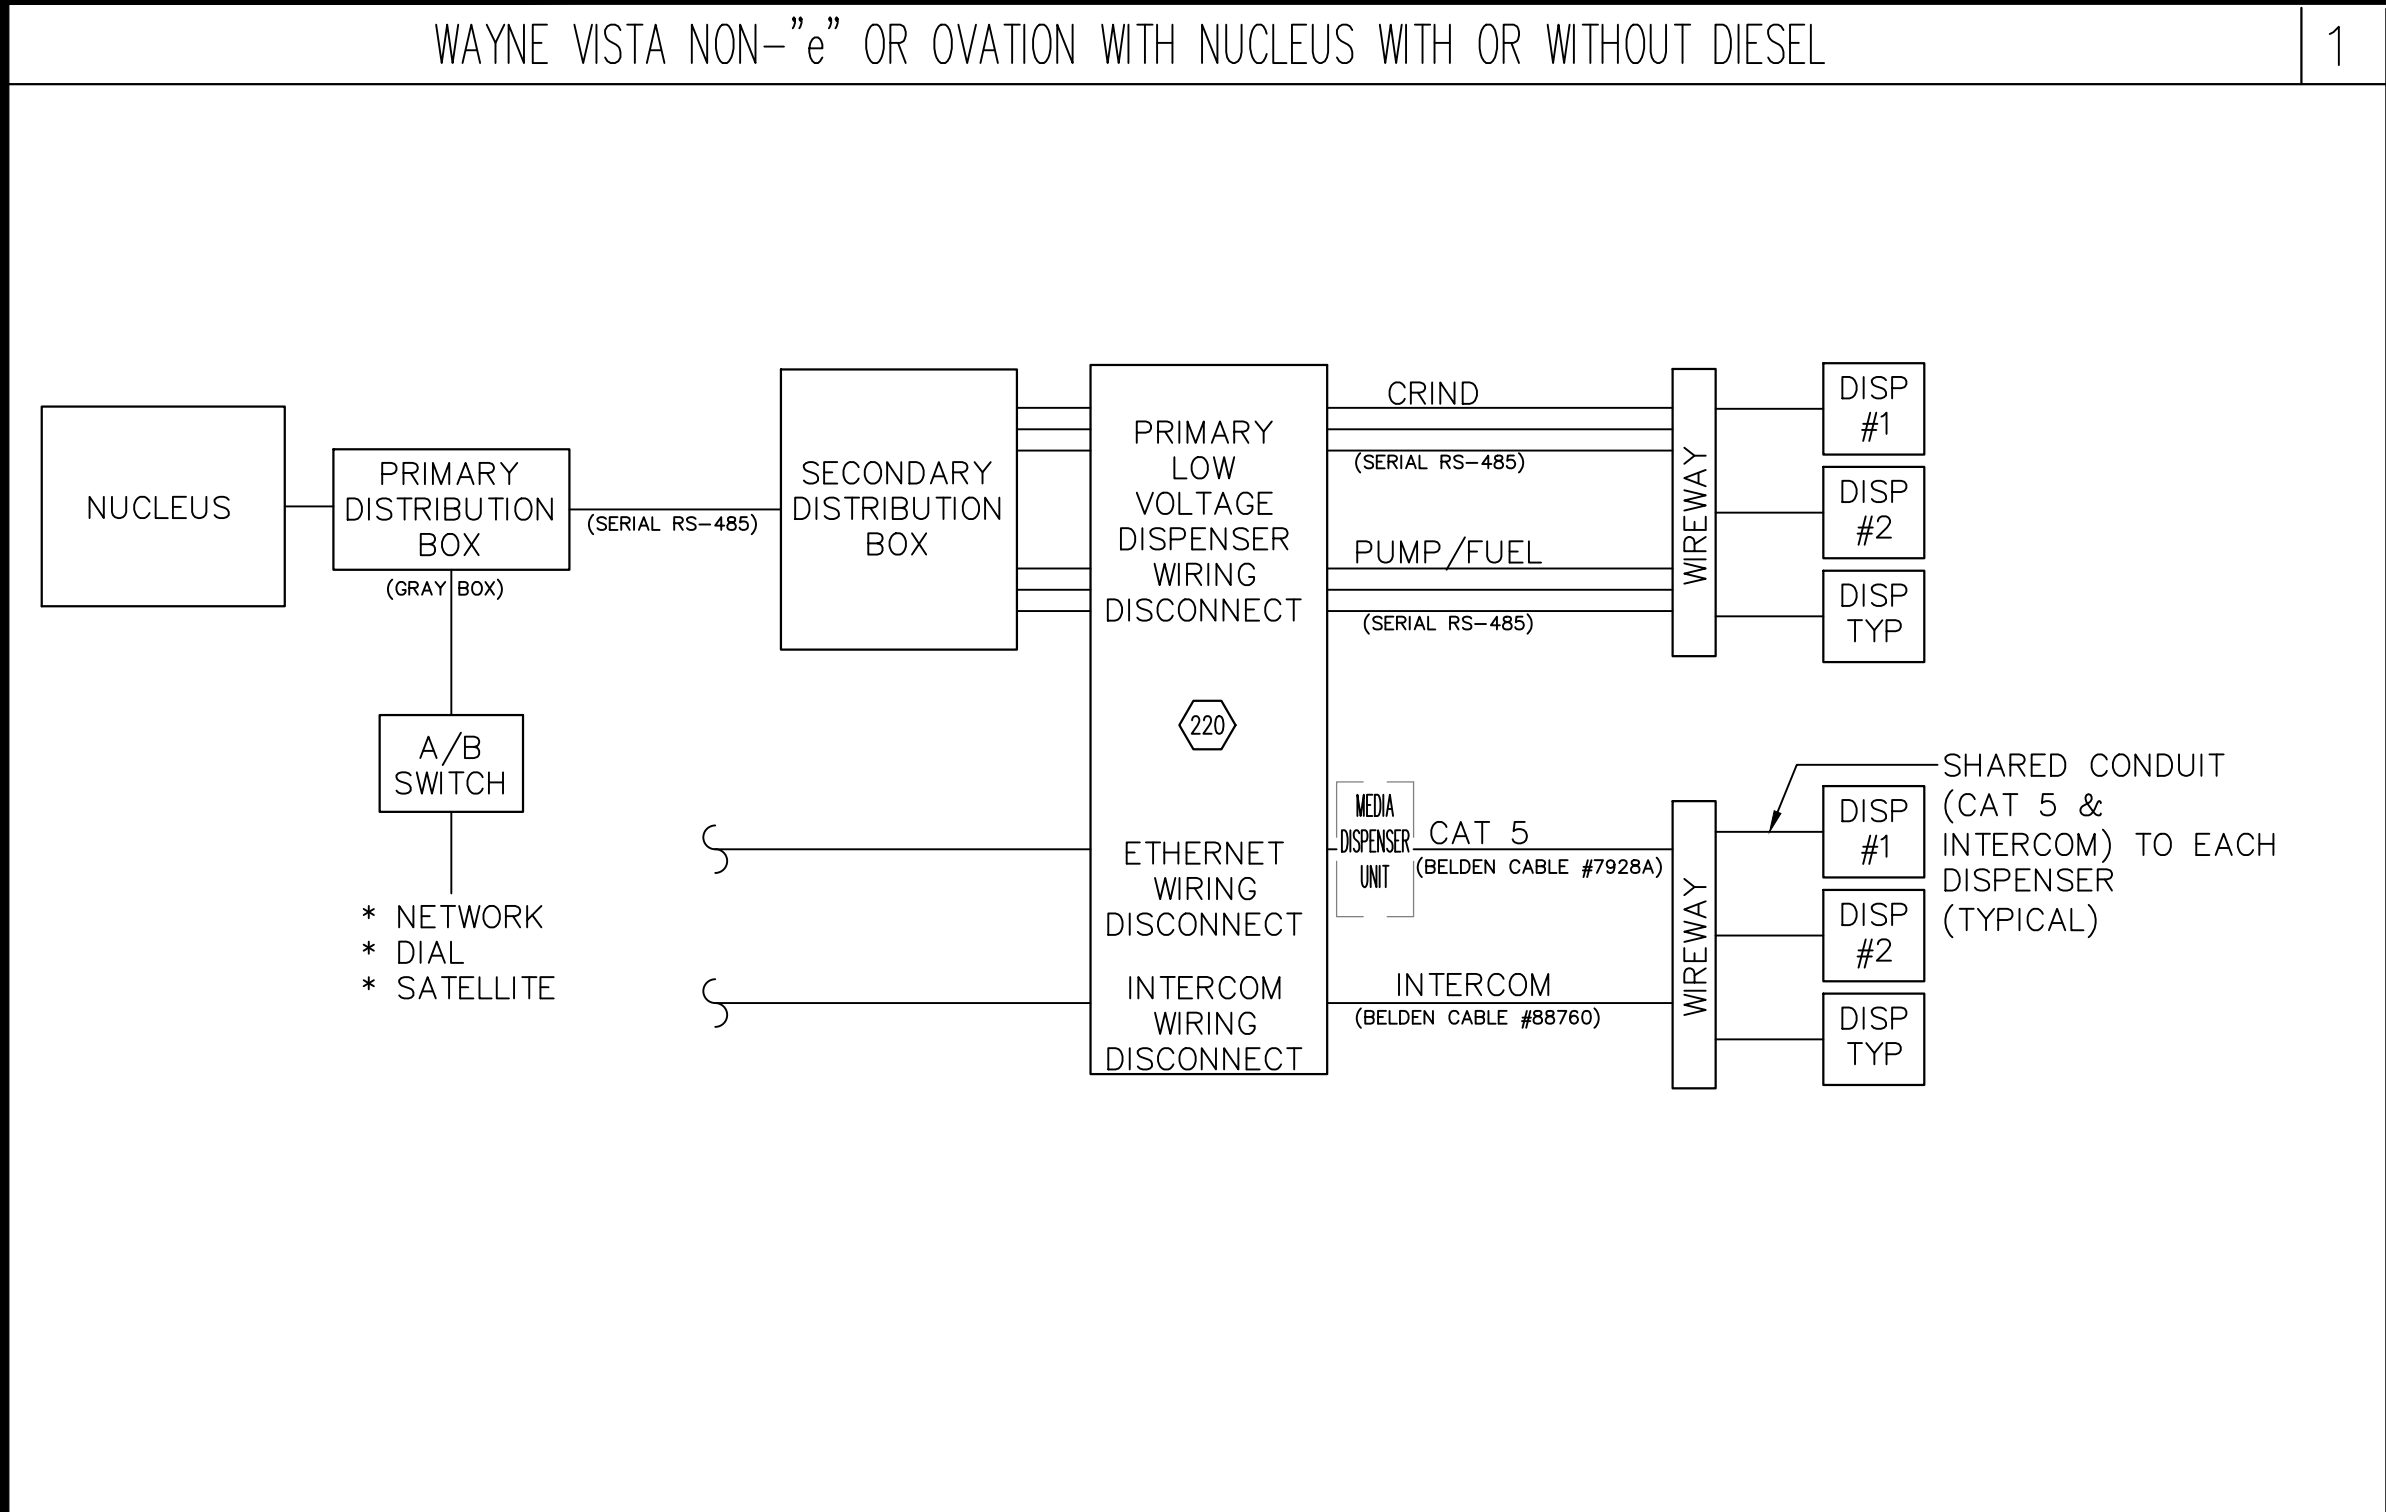 WAYNE VISTA NON-"e" OR OVATION WITH NUCLEUS WITH OR WITHOUT DIESEL
1
NUCLEUS
PRIMARY
DISTRIBUTION
BOX
(GRAY BOX)
(SERIAL RS-485)
A/B
SWITCH
* NETWORK
* DIAL
* SATELLITE
SECONDARY
DISTRIBUTION
BOX
PRIMARY
LOW
VOLTAGE
DISPENSER
WIRING
DISCONNECT
220
ETHERNET
WIRING
DISCONNECT
INTERCOM
WIRING
DISCONNECT
CRIND
(SERIAL RS-485)
PUMP/FUEL
(SERIAL RS-485)
WIREWAY
DISP
#1
DISP
#2
DISP
TYP
MEDIA
DISPENSER
UNIT
CAT 5
(BELDEN CABLE #7928A)
INTERCOM
(BELDEN CABLE #88760)
WIREWAY
DISP
#1
DISP
#2
DISP
TYP
SHARED CONDUIT
(CAT 5 &
INTERCOM) TO EACH
DISPENSER
(TYPICAL)